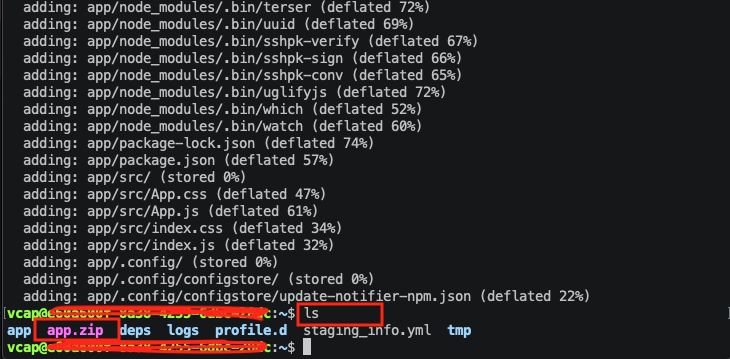 adding: app/node_modules/.bin/terser (deflated 72%)
adding: app/node_modules/.bin/uuid (deflated 69%)
adding: app/node_modules/.bin/sshpk-verify (deflated 67%)
adding: app/node_modules/.bin/sshpk-sign (deflated 66%)
adding: app/node_modules/.bin/sshpk-conv (deflated 65%)
adding: app/node_modules/.bin/uglifyjs (deflated 72%)
adding: app/node_modules/.bin/which (deflated 52%)
adding: app/node_modules/.bin/watch (deflated 60%)
adding: app/package-lock.json (deflated 74%)
adding: app/package.json (deflated 57%)
adding: app/src/ (stored 0%)
adding: app/src/App.css (deflated 47%)
adding: app/src/App.js (deflated 61%)
adding: app/src/index.css (deflated 34%)
adding: app/src/index.js (deflated 32%)
adding: app/.config/ (stored 0%)
adding: app/.config/configstore/ (stored 0%)
adding: app/.config/configstore/update-notifier-npm.json (deflated 22%)
vcap@ :~$ ls
app app.zip deps logs profile.d staging_info.yml tmp
vcap@ :~$